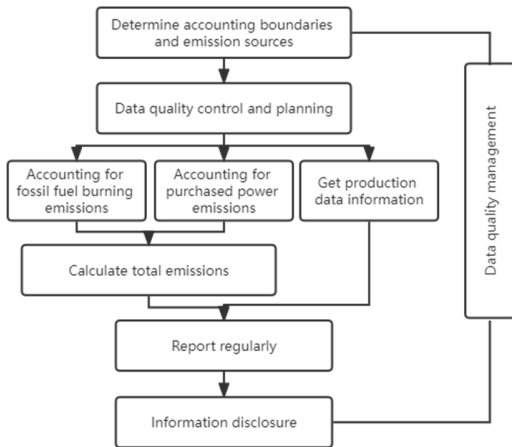 Determine accounting boundaries
and emission sources
Data quality control and planning
Accounting for
fossil fuel burning
emissions
Accounting for
purchased power
emissions
Get production
data information
Calculate total emissions
Report regularly
Information disclosure
Data quality management